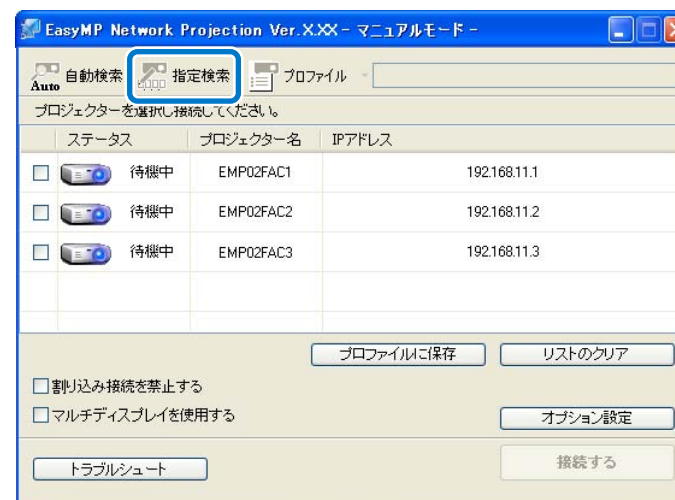 EasyMP Network Projection Ver.X.XX - マニュアルモード -
Auto 自動検索 指定検索 プロファイル
プロジェクターを選択し接続してください。
ステータス プロジェクター名 IPアドレス
待機中 EMP02FAC1 192.168.11.1
待機中 EMP02FAC2 192.168.11.2
待機中 EMP02FAC3 192.168.11.3
プロファイルに保存 リストのクリア
割り込み接続を禁止する
マルチディスプレイを使用する オプション設定
トラブルシュート 接続する